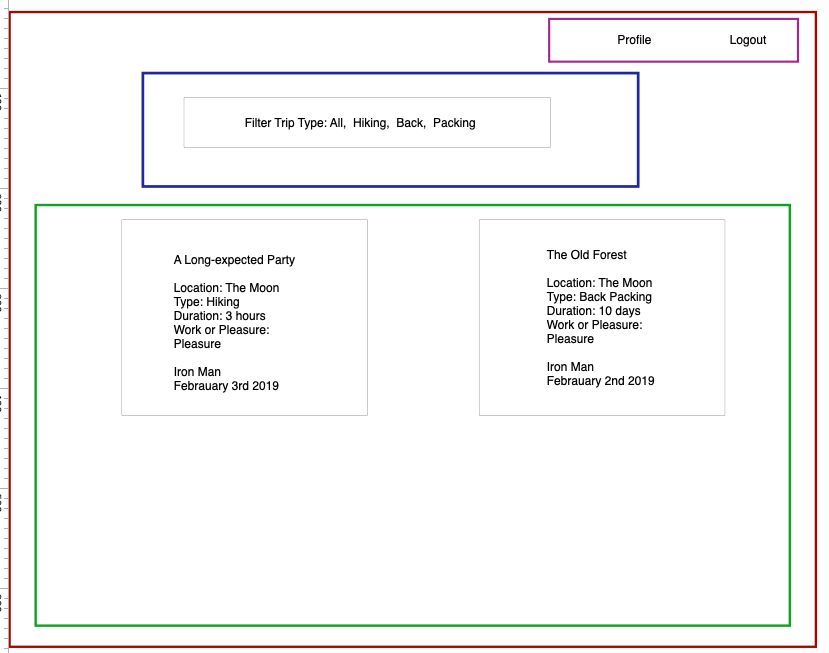 Profile Logout
Filter Trip Type: All, Hiking, Back, Packing
A Long-expected Party
Location: The Moon
Type: Hiking
Duration: 3 hours
Work or Pleasure:
Pleasure
Iron Man
Febrauary 3rd 2019
The Old Forest
Location: The Moon
Type: Back Packing
Duration: 10 days
Work or Pleasure:
Pleasure
Iron Man
Febrauary 2nd 2019